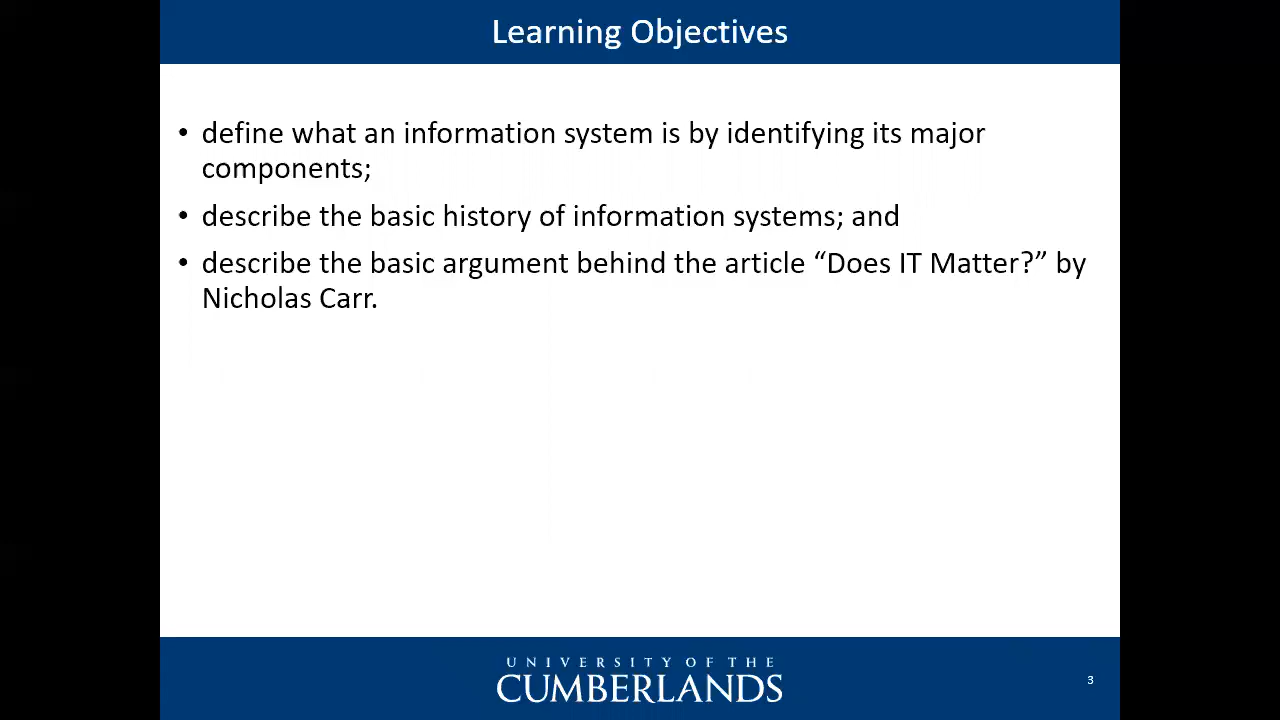 Learning Objectives
• define what an information system is by identifying its major
components;
• describe the basic history of information systems; and
• describe the basic argument behind the article “Does IT Matter?” by
Nicholas Carr.
UNIVERSITY OF THE
CUMBERLANDS
3